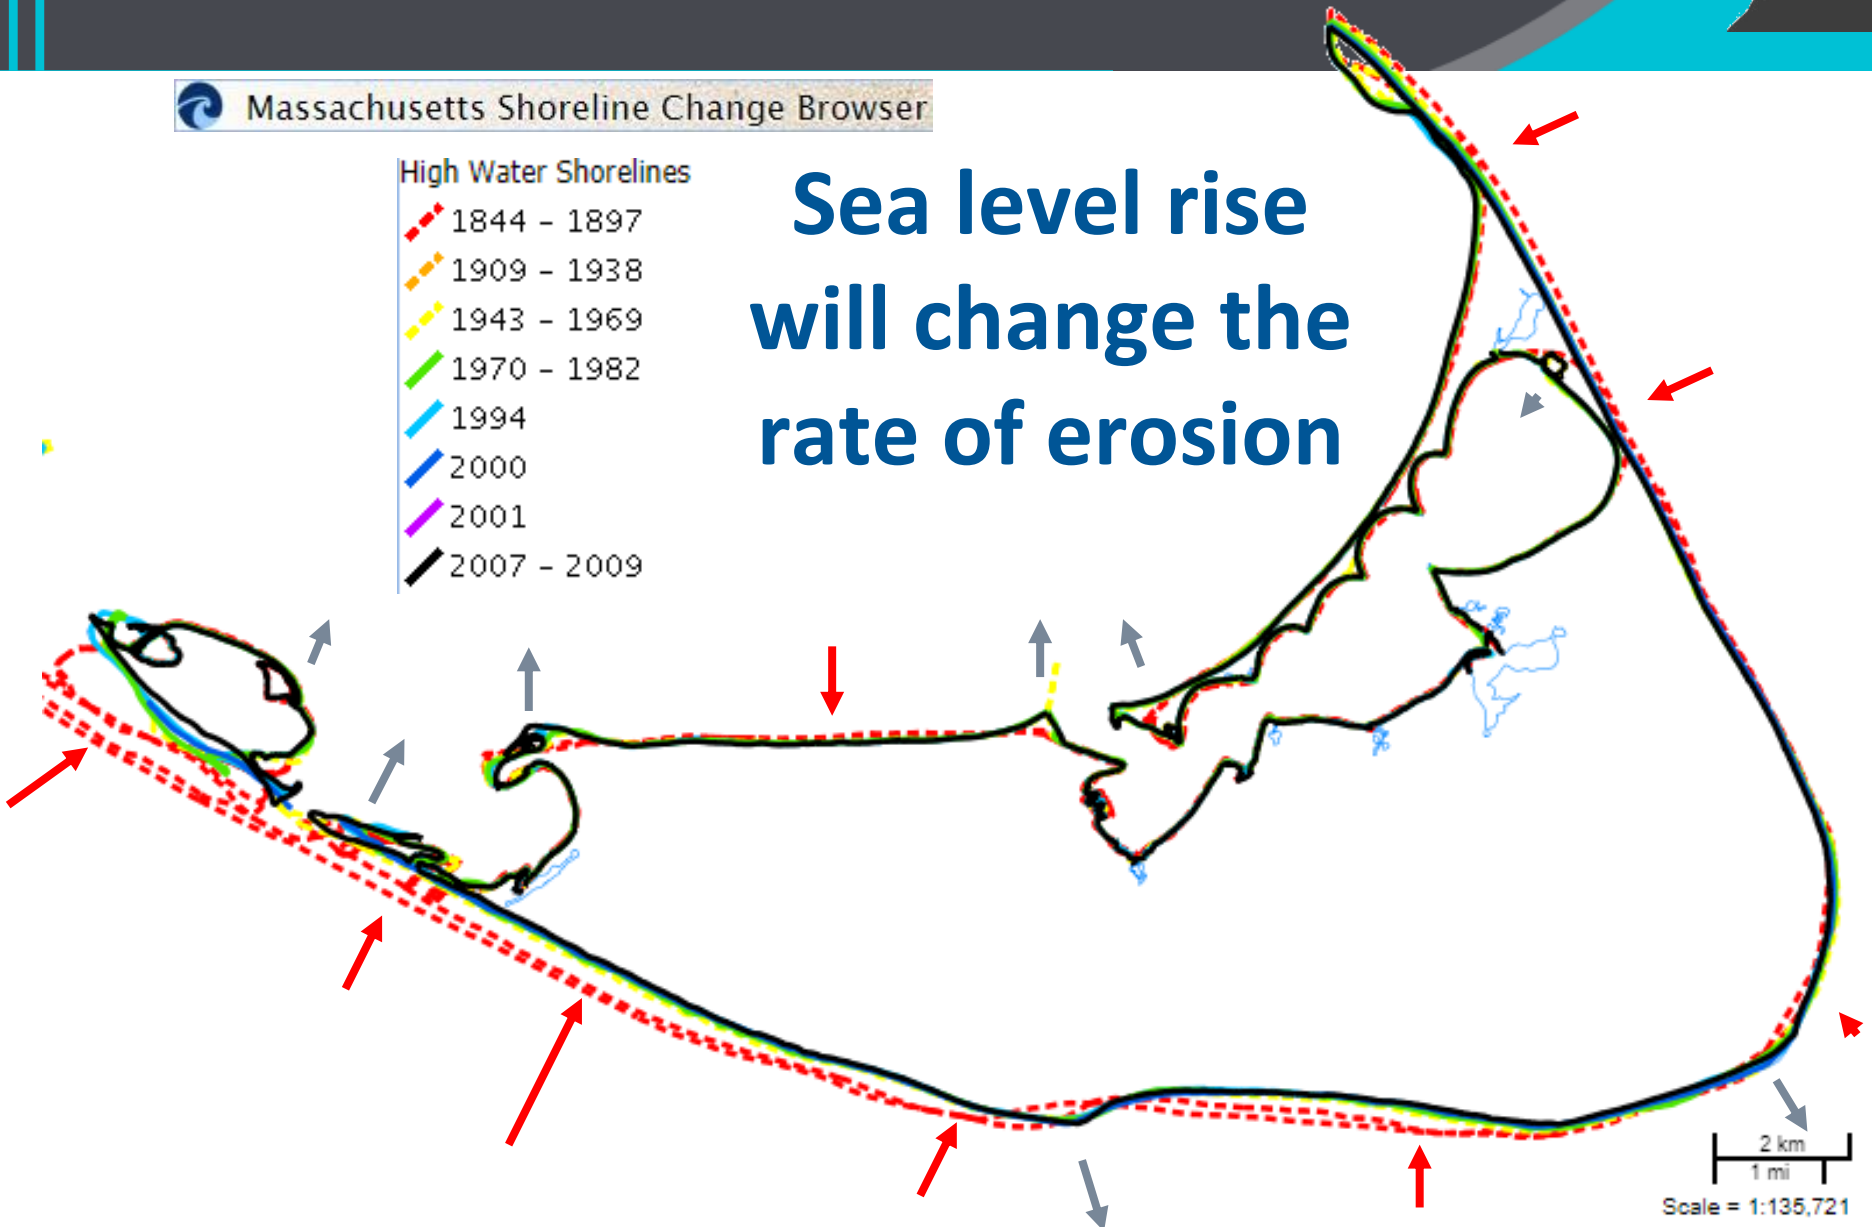 Massachusetts Shoreline Change Browser
High Water Shorelines
1844 – 1897
1909 – 1938
1943 – 1969
1970 – 1982
1994
2000
2001
2007 – 2009
Sea level rise
will change the
rate of erosion
2 km
1 mi
Scale = 1:135,721